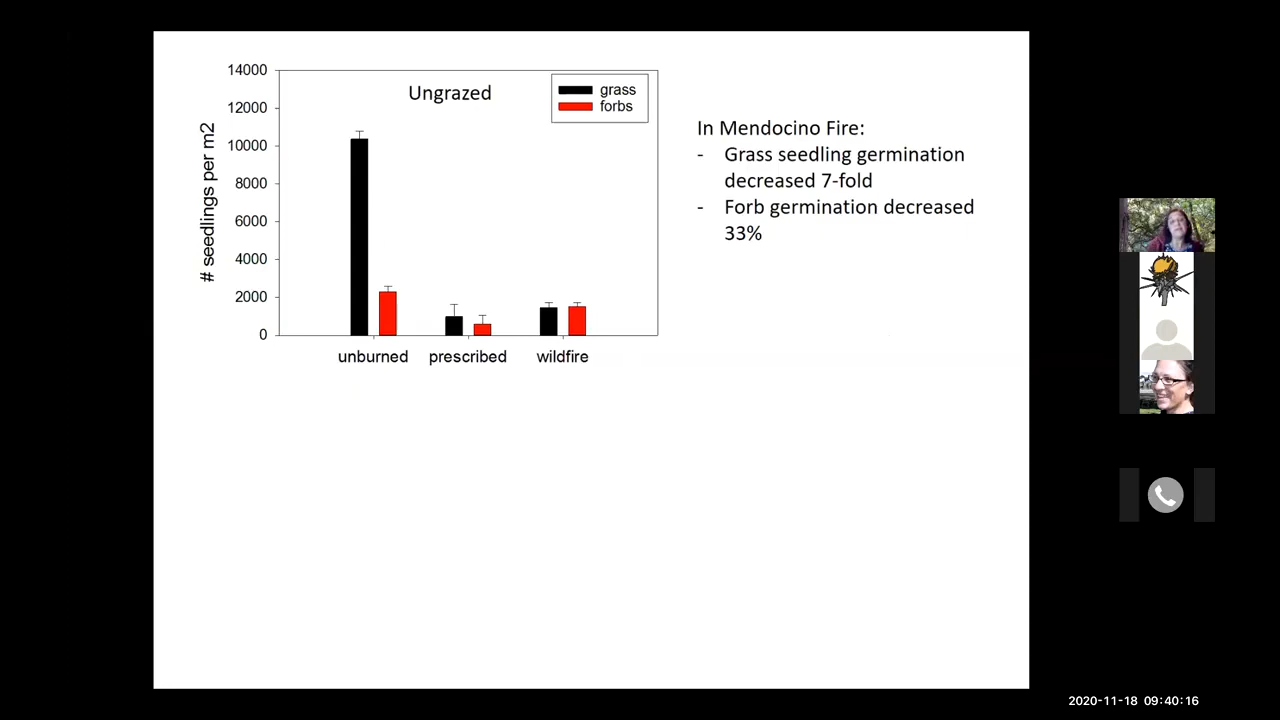 14000
12000
10000
8000
6000
4000
2000
0
# seedlings per m2
Ungrazed
grass
forbs
unburned prescribed wildfire
In Mendocino Fire:
- Grass seedling germination
decreased 7-fold
- Forb germination decreased
33%
2020-11-18 09:40:16